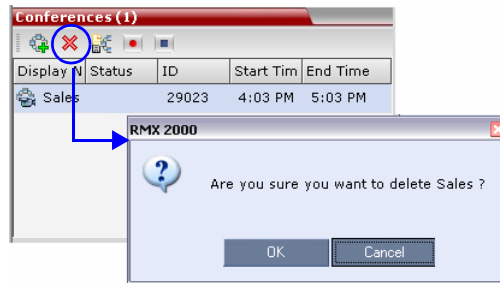 Conferences (1)
Display N Status ID Start Tim End Time
Sales 29023 4:03 PM 5:03 PM
RMX 2000
Are you sure you want to delete Sales ?
OK Cancel